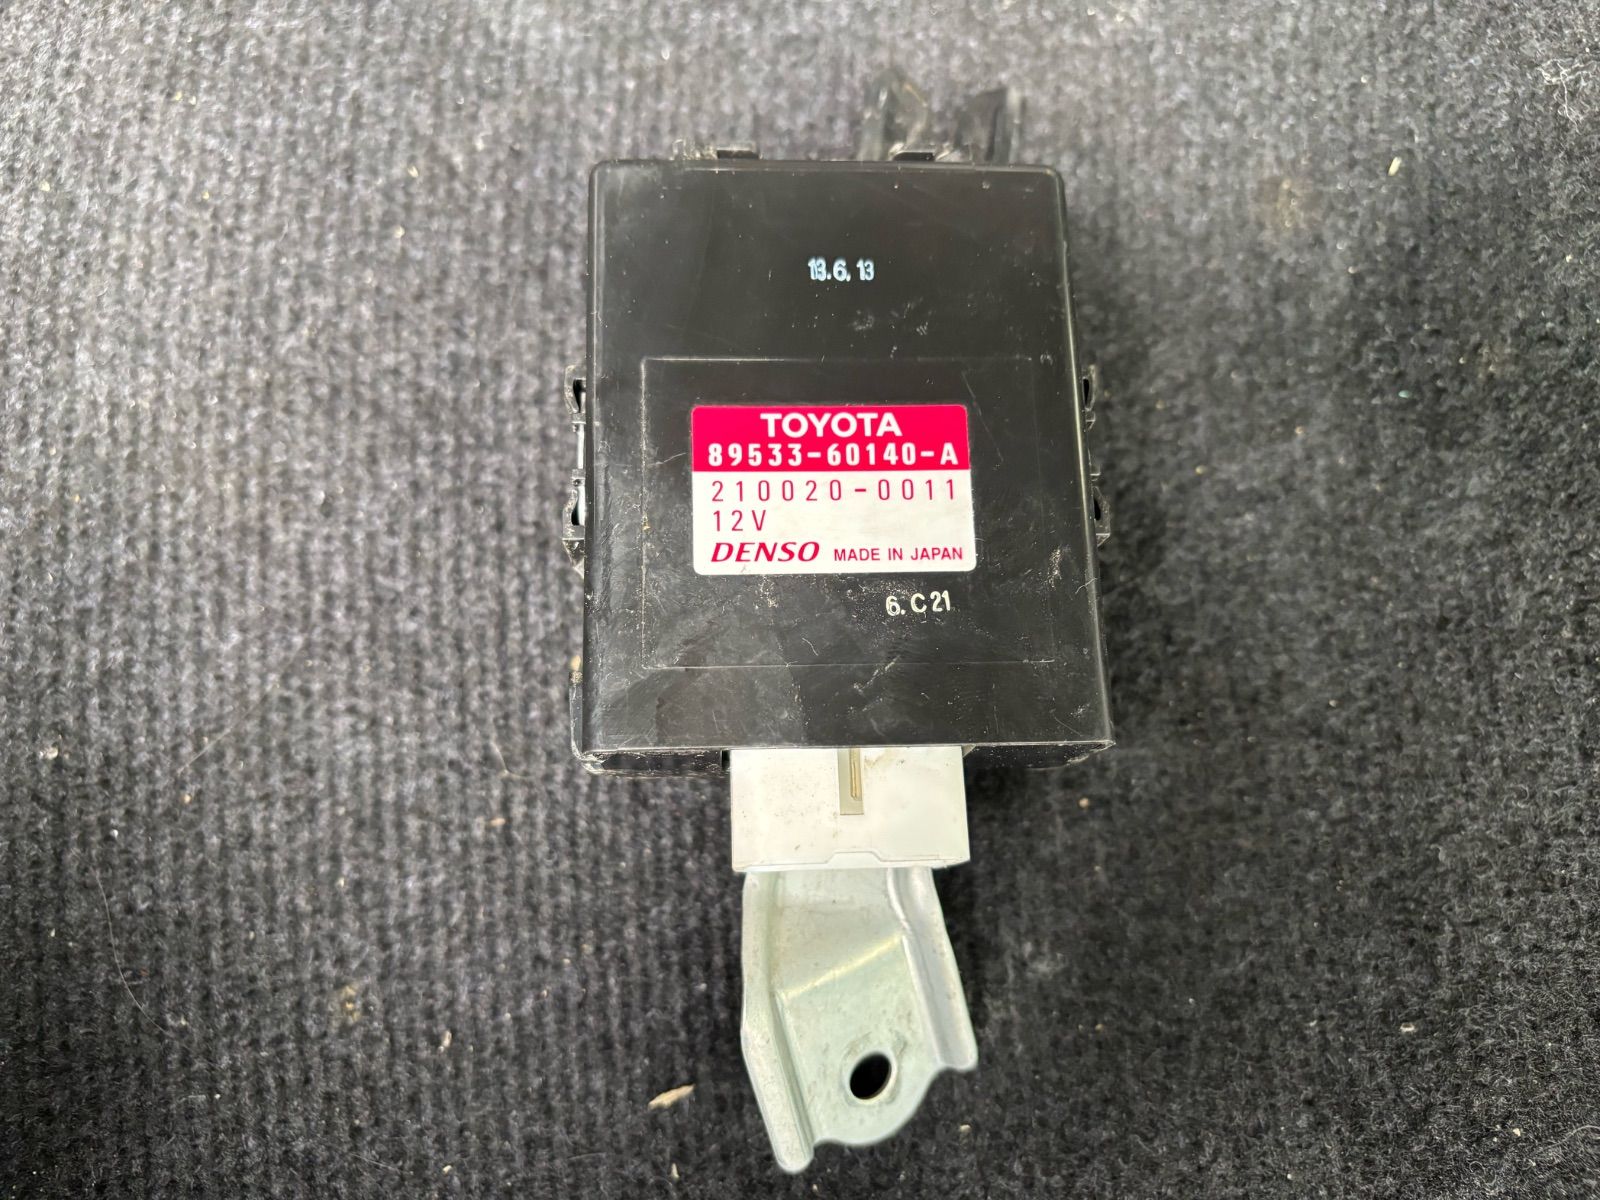 13.6.13
TOYOTA
89533-60140-A
210020-0011
12V
DENSO MADE IN JAPAN
6.C21